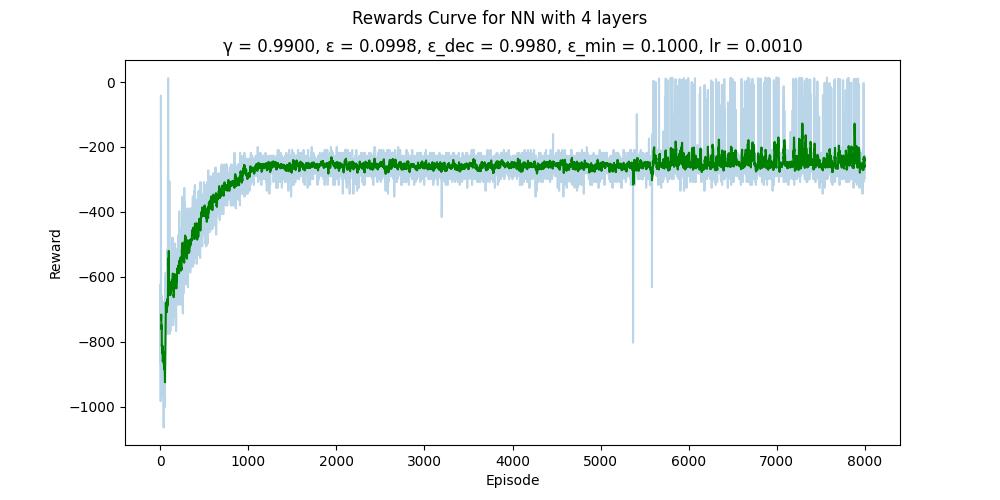 Rewards Curve for NN with 4 layers
γ = 0.9900, ε = 0.0998, ε_dec = 0.9980, ε_min = 0.1000, lr = 0.0010
0
−200
−400
−600
−800
−1000
Reward
0 1000 2000 3000 4000 5000 6000 7000 8000
Episode